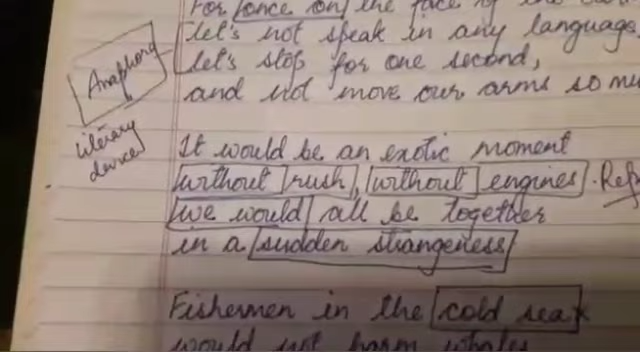 For once on the face of the
let's not speak in any language,
let's stop for one second,
and not move our arms so mu
Anaphora
Literary device
It would be an exotic moment
without rush, without engines. Ref
we would all be together
in a sudden strangeness
Fishermen in the cold sea
would not harm whales